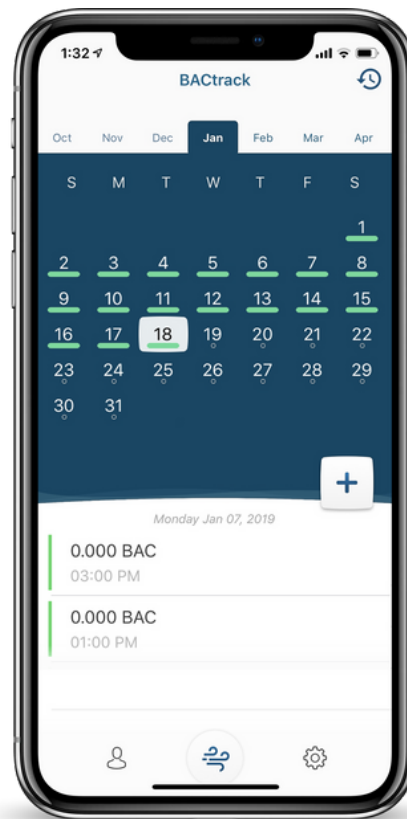 1:32
BACtrack
Oct Nov Dec Jan Feb Mar Apr
S M T W T F S
1
2 3 4 5 6 7 8
9 10 11 12 13 14 15
16 17 18 19 20 21 22
23 24 25 26 27 28 29
30 31
+
Monday Jan 07, 2019
0.000 BAC
03:00 PM
0.000 BAC
01:00 PM